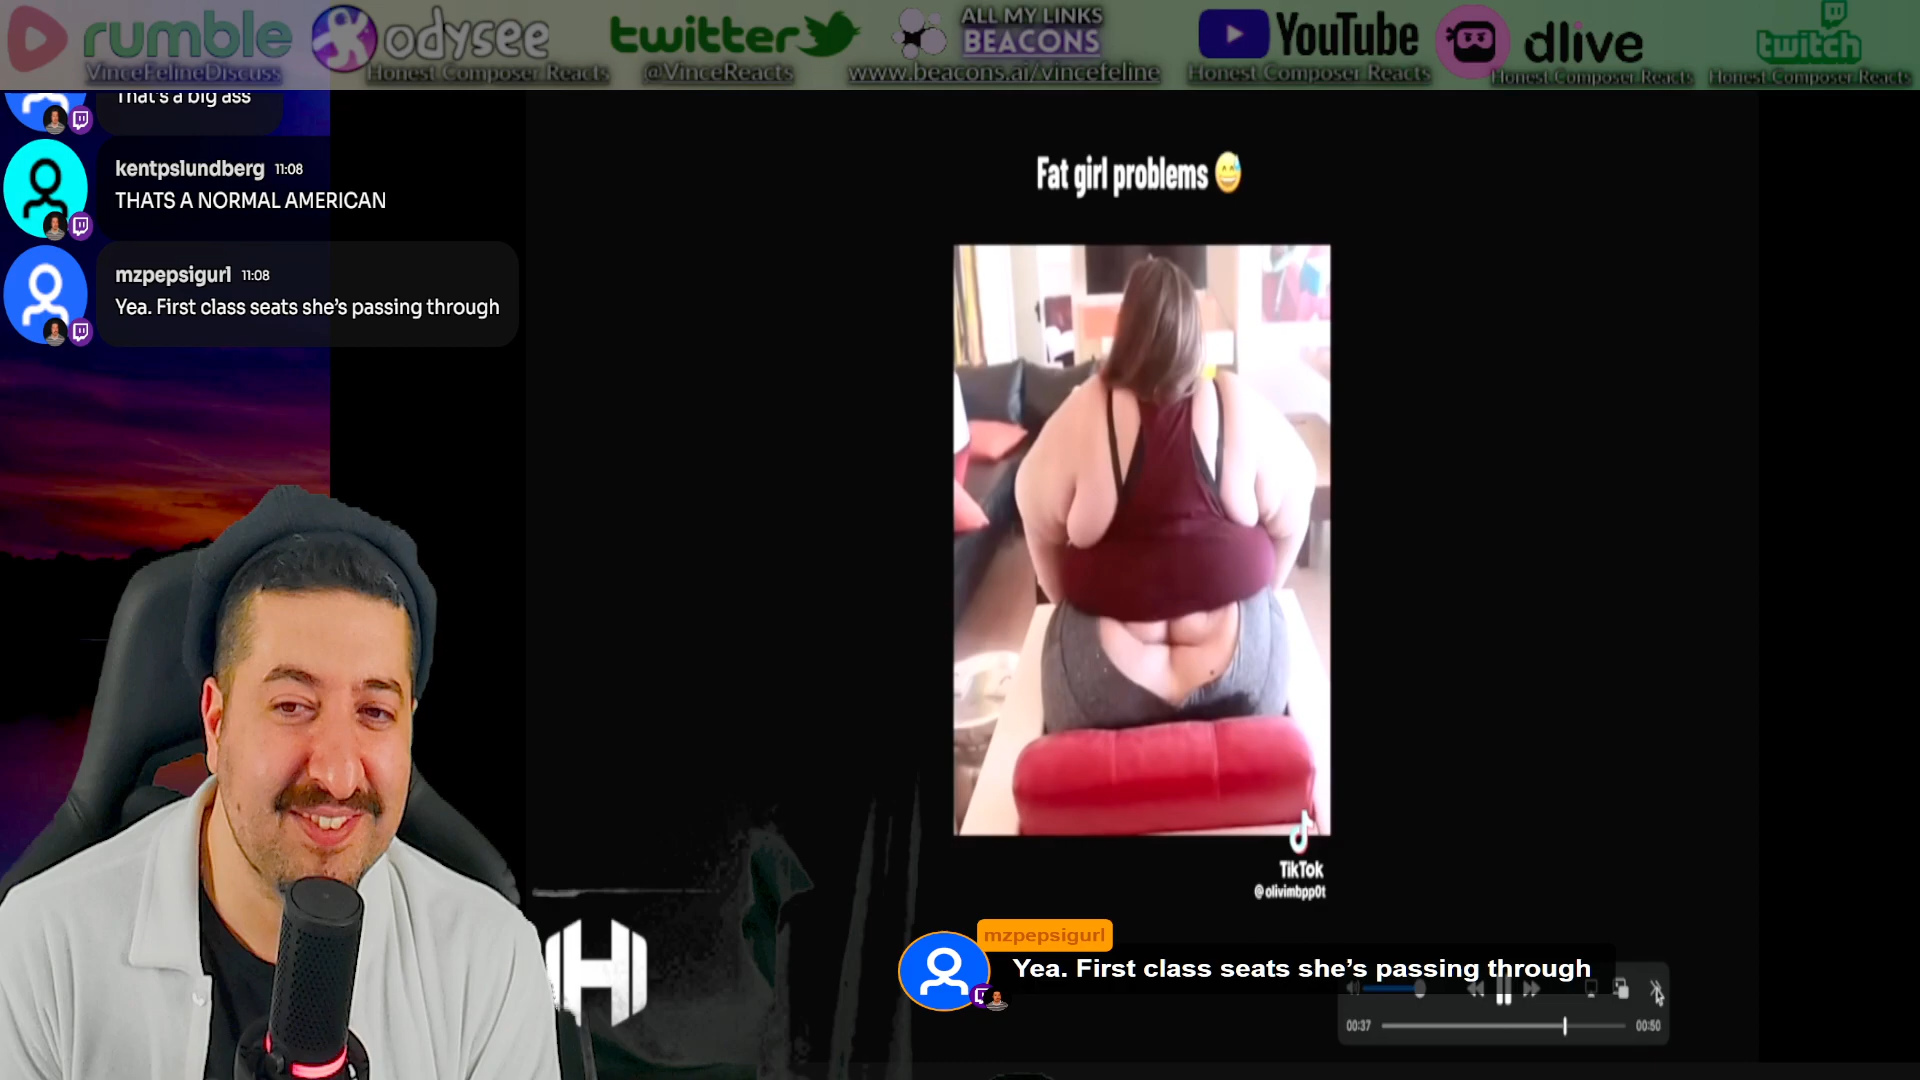 rumble
VinceFelineDiscuss
odysee
Honest Composer Reacts
twitter
@VinceReacts
ALL MY LINKS
BEACONS
www.beacons.ai/vincefeline
YouTube
Honest Composer Reacts
dlive
Honest Composer Reacts
twitch
Honest Composer Reacts
That's a big ass
kentpslundberg 11:08
THATS A NORMAL AMERICAN
mzpepsigurl 11:08
Yea. First class seats she's passing through
Fat girl problems 😅
TikTok
@olivimbpp0t
H
mzpepsigurl
Yea. First class seats she's passing through
00:37
00:50